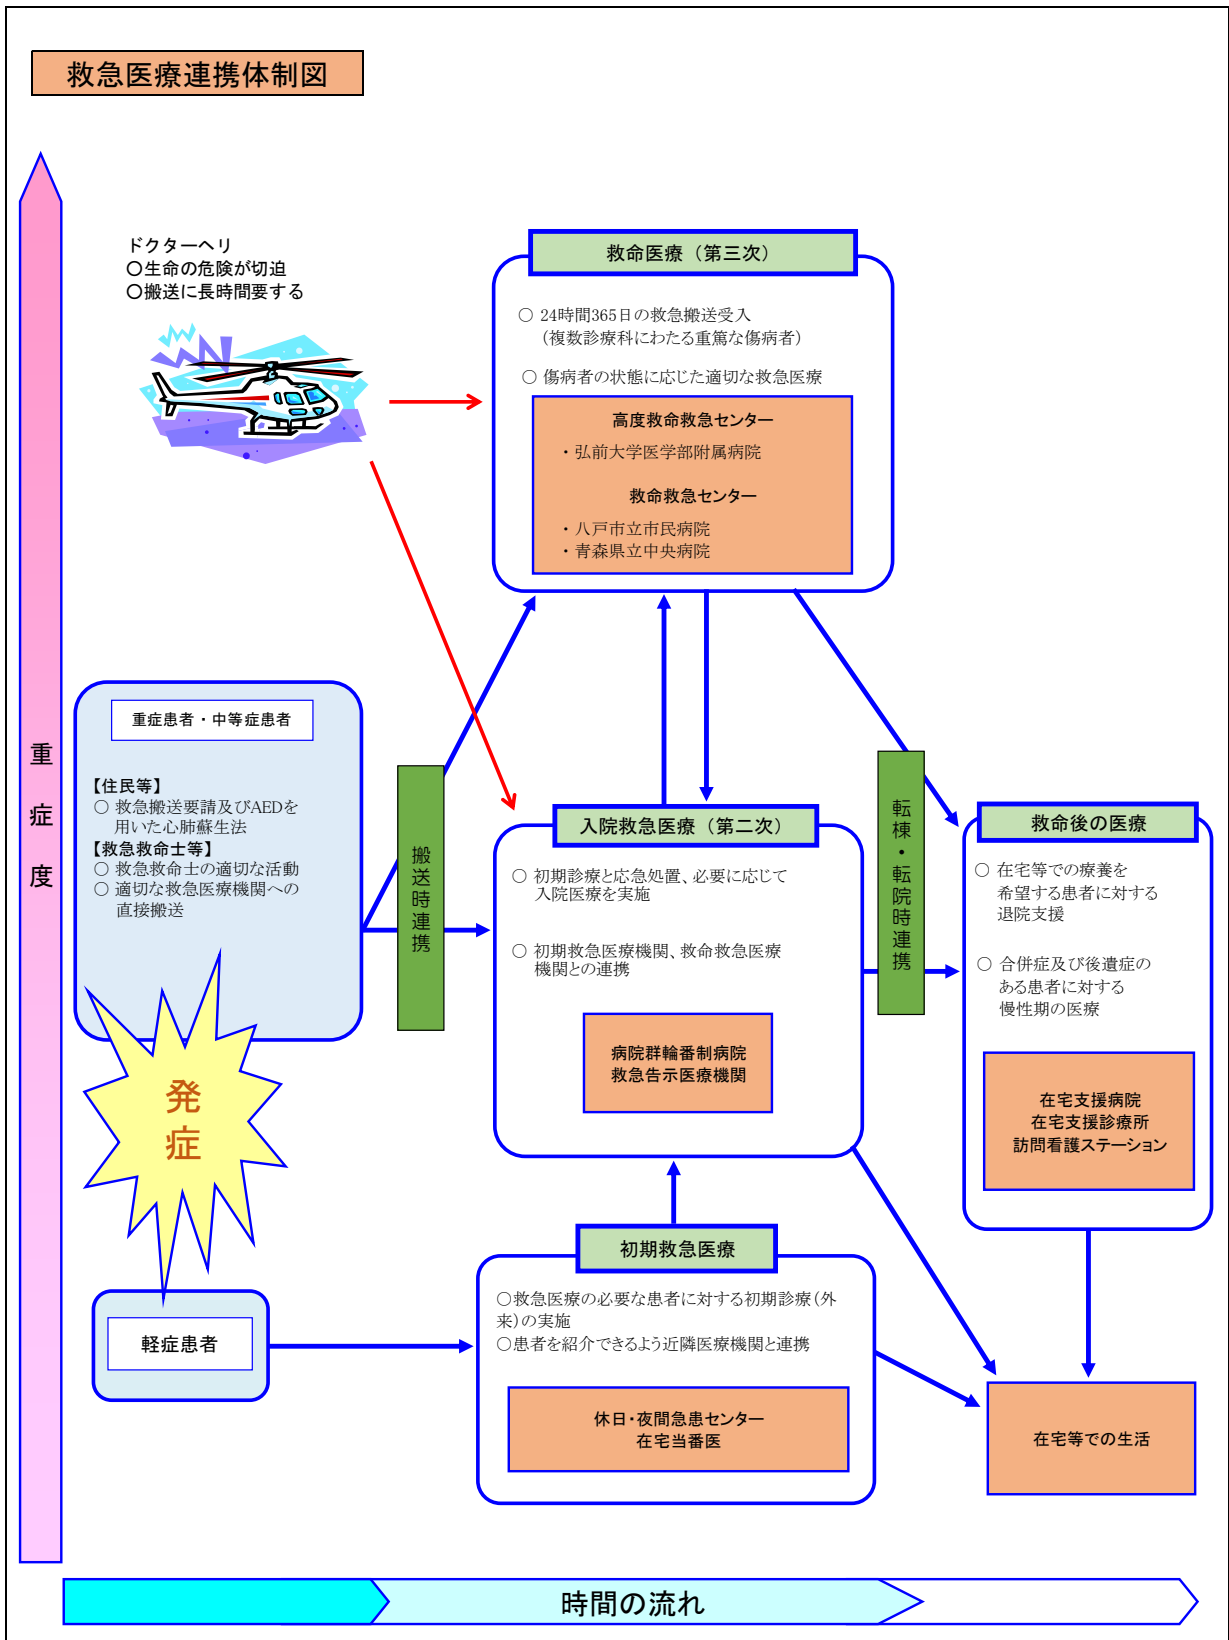 救急医療連携体制図
ドクターヘリ
○生命の危険が切迫
○搬送に長時間要する
救命医療（第三次）
○ 24時間365日の救急搬送受入
（複数診療科にわたる重篤な傷病者）
○ 傷病者の状態に応じた適切な救急医療
高度救命救急センター
・弘前大学医学部附属病院
救命救急センター
・八戸市立市民病院
・青森県立中央病院
重症度
重症患者・中等症患者
【住民等】
○ 救急搬送要請及びAEDを
用いた心肺蘇生法
【救急救命士等】
○ 救急救命士の適切な活動
○ 適切な救急医療機関への
直接搬送
搬送時連携
入院救急医療（第二次）
○ 初期診療と応急処置、必要に応じて
入院医療を実施
○ 初期救急医療機関、救命救急医療
機関との連携
病院群輪番制病院
救急告示医療機関
転棟・転院時連携
救命後の医療
○ 在宅等での療養を
希望する患者に対する
退院支援
○ 合併症及び後遺症の
ある患者に対する
慢性期の医療
在宅支援病院
在宅支援診療所
訪問看護ステーション
発
症
軽症患者
初期救急医療
○救急医療の必要な患者に対する初期診療（外
来）の実施
○患者を紹介できるよう近隣医療機関と連携
休日・夜間急患センター
在宅当番医
在宅等での生活
時間の流れ